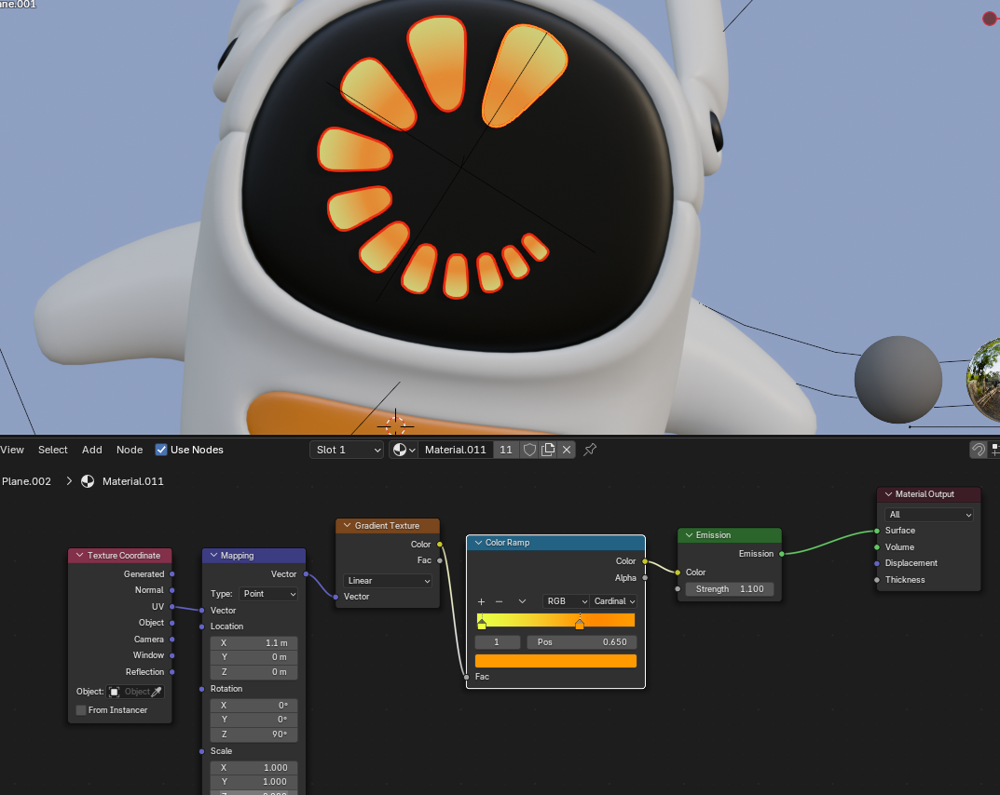 ane.001
View Select Add Node Use Nodes Slot 1 Material.011 11
Plane.002 Material.011
Material Output
All
Surface
Volume
Displacement
Thickness
Gradient Texture
Color
Fac
Linear
Vector
Color Ramp
Color
Alpha
+ − RGB Cardinal
1 Pos 0.650
Fac
Emission
Emission
Color
Strength 1.100
Texture Coordinate
Generated
Normal
UV
Object
Camera
Window
Reflection
Object: Object
From Instancer
Mapping
Vector
Type: Point
Vector
Location
X 1.1 m
Y 0 m
Z 0 m
Rotation
X 0°
Y 0°
Z 90°
Scale
X 1.000
Y 1.000